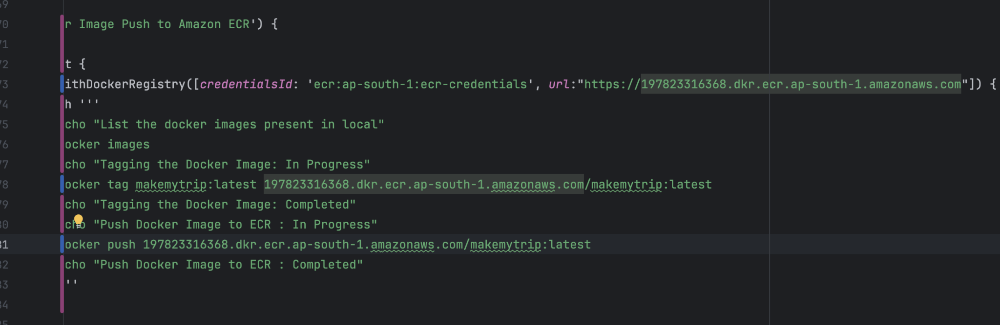 r Image Push to Amazon ECR') {
t {
ithDockerRegistry([credentialsId: 'ecr:ap-south-1:ecr-credentials', url:"https://197823316368.dkr.ecr.ap-south-1.amazonaws.com"]) {
h '''
cho "List the docker images present in local"
ocker images
cho "Tagging the Docker Image: In Progress"
ocker tag makemytrip:latest 197823316368.dkr.ecr.ap-south-1.amazonaws.com/makemytrip:latest
cho "Tagging the Docker Image: Completed"
cho "Push Docker Image to ECR : In Progress"
81 ocker push 197823316368.dkr.ecr.ap-south-1.amazonaws.com/makemytrip:latest
cho "Push Docker Image to ECR : Completed"
''